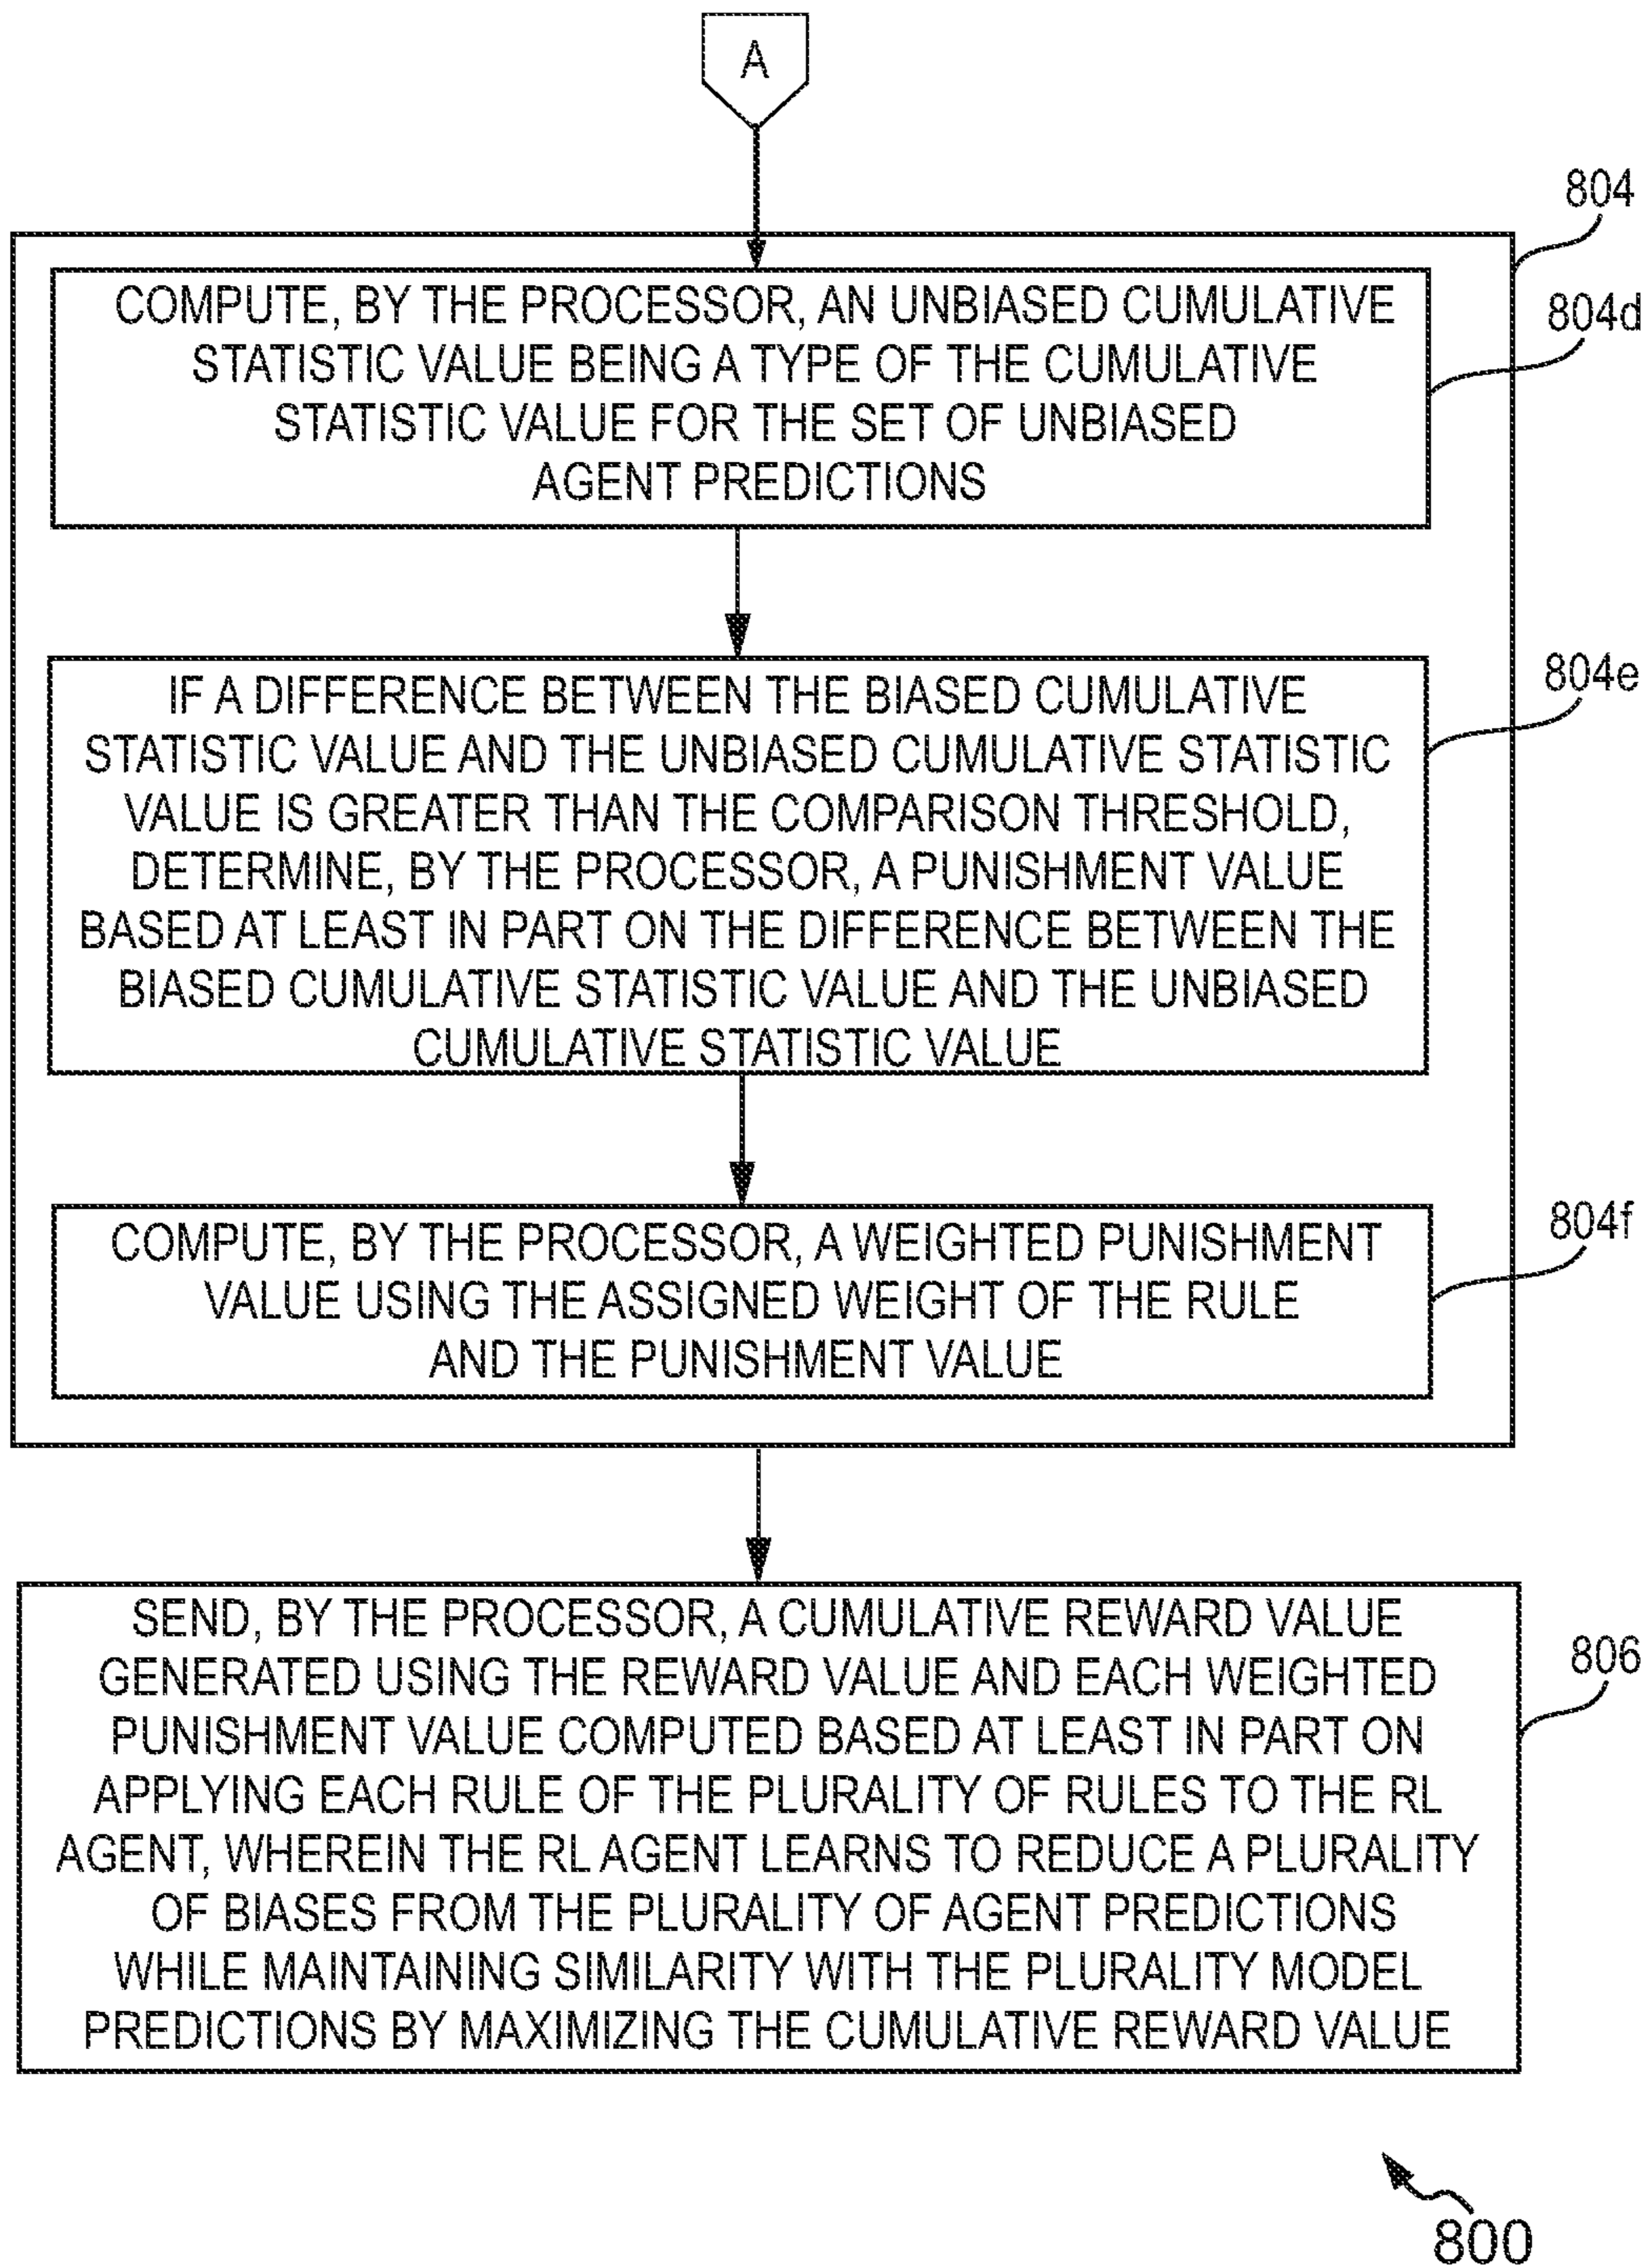 A
804
COMPUTE, BY THE PROCESSOR, AN UNBIASED CUMULATIVE
STATISTIC VALUE BEING A TYPE OF THE CUMULATIVE
STATISTIC VALUE FOR THE SET OF UNBIASED
AGENT PREDICTIONS
804d
IF A DIFFERENCE BETWEEN THE BIASED CUMULATIVE
STATISTIC VALUE AND THE UNBIASED CUMULATIVE STATISTIC
VALUE IS GREATER THAN THE COMPARISON THRESHOLD,
DETERMINE, BY THE PROCESSOR, A PUNISHMENT VALUE
BASED AT LEAST IN PART ON THE DIFFERENCE BETWEEN THE
BIASED CUMULATIVE STATISTIC VALUE AND THE UNBIASED
CUMULATIVE STATISTIC VALUE
804e
COMPUTE, BY THE PROCESSOR, A WEIGHTED PUNISHMENT
VALUE USING THE ASSIGNED WEIGHT OF THE RULE
AND THE PUNISHMENT VALUE
804f
SEND, BY THE PROCESSOR, A CUMULATIVE REWARD VALUE
GENERATED USING THE REWARD VALUE AND EACH WEIGHTED
PUNISHMENT VALUE COMPUTED BASED AT LEAST IN PART ON
APPLYING EACH RULE OF THE PLURALITY OF RULES TO THE RL
AGENT, WHEREIN THE RL AGENT LEARNS TO REDUCE A PLURALITY
OF BIASES FROM THE PLURALITY OF AGENT PREDICTIONS
WHILE MAINTAINING SIMILARITY WITH THE PLURALITY MODEL
PREDICTIONS BY MAXIMIZING THE CUMULATIVE REWARD VALUE
806
800